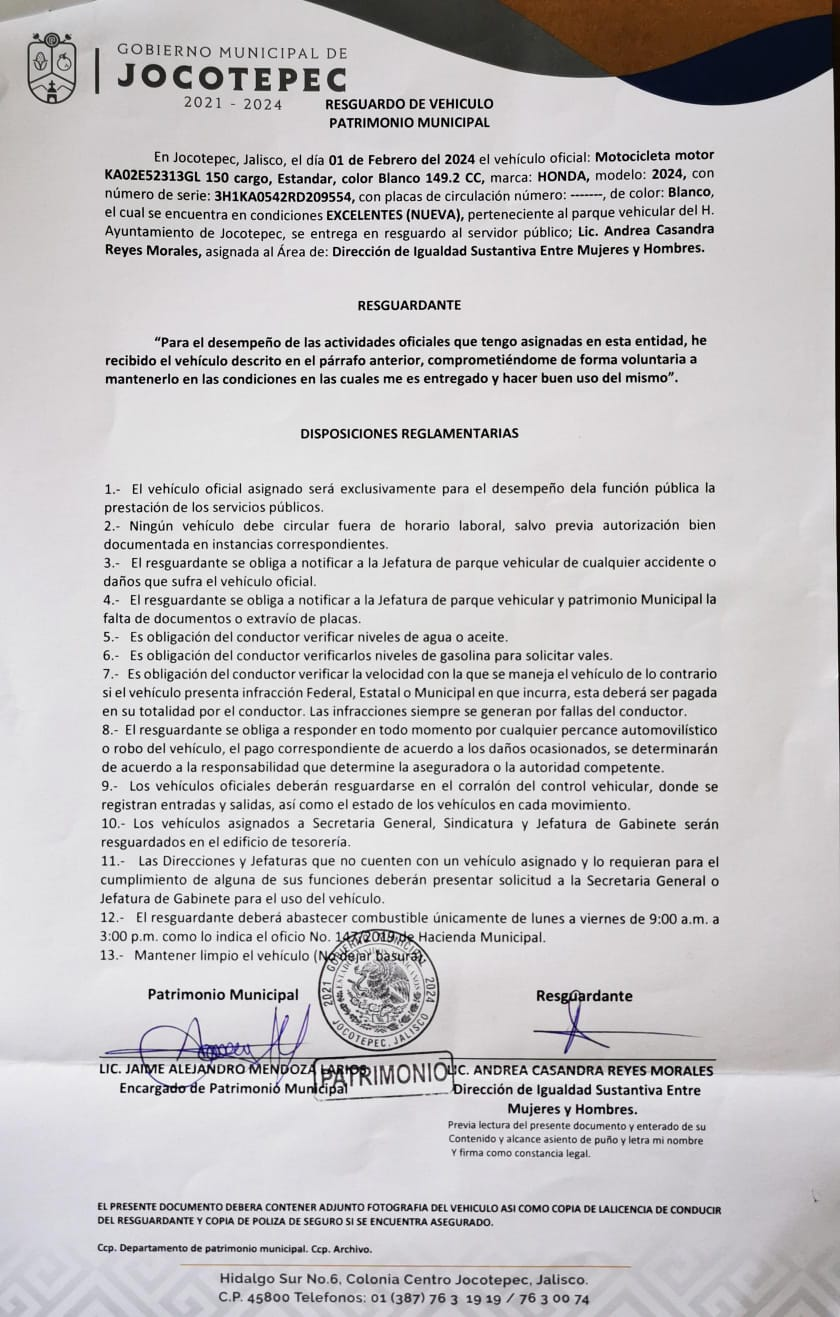 GOBIERNO MUNICIPAL DE
JOCOTEPEC
2021 - 2024
RESGUARDO DE VEHICULO
PATRIMONIO MUNICIPAL
En Jocotepec, Jalisco, el día 01 de Febrero del 2024 el vehículo oficial: Motocicleta motor
KA02E52313GL 150 cargo, Estandar, color Blanco 149.2 CC, marca: HONDA, modelo: 2024, con
número de serie: 3H1KA0542RD209554, con placas de circulación número: -------, de color: Blanco,
el cual se encuentra en condiciones EXCELENTES (NUEVA), perteneciente al parque vehicular del H.
Ayuntamiento de Jocotepec, se entrega en resguardo al servidor público; Lic. Andrea Casandra
Reyes Morales, asignada al Área de: Dirección de Igualdad Sustantiva Entre Mujeres y Hombres.
RESGUARDANTE
“Para el desempeño de las actividades oficiales que tengo asignadas en esta entidad, he
recibido el vehículo descrito en el párrafo anterior, comprometiéndome de forma voluntaria a
mantenerlo en las condiciones en las cuales me es entregado y hacer buen uso del mismo”.
DISPOSICIONES REGLAMENTARIAS
1.- El vehículo oficial asignado será exclusivamente para el desempeño dela función pública la
prestación de los servicios públicos.
2.- Ningún vehículo debe circular fuera de horario laboral, salvo previa autorización bien
documentada en instancias correspondientes.
3.- El resguardante se obliga a notificar a la Jefatura de parque vehicular de cualquier accidente o
daños que sufra el vehículo oficial.
4.- El resguardante se obliga a notificar a la Jefatura de parque vehicular y patrimonio Municipal la
falta de documentos o extravío de placas.
5.- Es obligación del conductor verificar niveles de agua o aceite.
6.- Es obligación del conductor verificarlos niveles de gasolina para solicitar vales.
7.- Es obligación del conductor verificar la velocidad con la que se maneja el vehículo de lo contrario
si el vehículo presenta infracción Federal, Estatal o Municipal en que incurra, esta deberá ser pagada
en su totalidad por el conductor. Las infracciones siempre se generan por fallas del conductor.
8.- El resguardante se obliga a responder en todo momento por cualquier percance automovilístico
o robo del vehículo, el pago correspondiente de acuerdo a los daños ocasionados, se determinarán
de acuerdo a la responsabilidad que determine la aseguradora o la autoridad competente.
9.- Los vehículos oficiales deberán resguardarse en el corralón del control vehicular, donde se
registran entradas y salidas, así como el estado de los vehículos en cada movimiento.
10.- Los vehículos asignados a Secretaria General, Sindicatura y Jefatura de Gabinete serán
resguardados en el edificio de tesorería.
11.- Las Direcciones y Jefaturas que no cuenten con un vehículo asignado y lo requieran para el
cumplimiento de alguna de sus funciones deberán presentar solicitud a la Secretaria General o
Jefatura de Gabinete para el uso del vehículo.
12.- El resguardante deberá abastecer combustible únicamente de lunes a viernes de 9:00 a.m. a
3:00 p.m. como lo indica el oficio No. 147/2019 de Hacienda Municipal.
13.- Mantener limpio el vehículo (No dejar basura).
GOBIERNO MUNICIPAL
ESTADOS UNIDOS MEXICANOS
2021 2024
JOCOTEPEC, JALISCO
PATRIMONIO
Patrimonio Municipal
LIC. JAIME ALEJANDRO MENDOZA LARIOS
Encargado de Patrimonio Municipal
Resguardante
LIC. ANDREA CASANDRA REYES MORALES
Dirección de Igualdad Sustantiva Entre
Mujeres y Hombres.
Previa lectura del presente documento y enterado de su
Contenido y alcance asiento de puño y letra mi nombre
Y firma como constancia legal.
EL PRESENTE DOCUMENTO DEBERA CONTENER ADJUNTO FOTOGRAFIA DEL VEHICULO ASI COMO COPIA DE LALICENCIA DE CONDUCIR
DEL RESGUARDANTE Y COPIA DE POLIZA DE SEGURO SI SE ENCUENTRA ASEGURADO.
Ccp. Departamento de patrimonio municipal. Ccp. Archivo.
Hidalgo Sur No.6, Colonia Centro Jocotepec, Jalisco.
C.P. 45800 Telefonos: 01 (387) 76 3 19 19 / 76 3 00 74